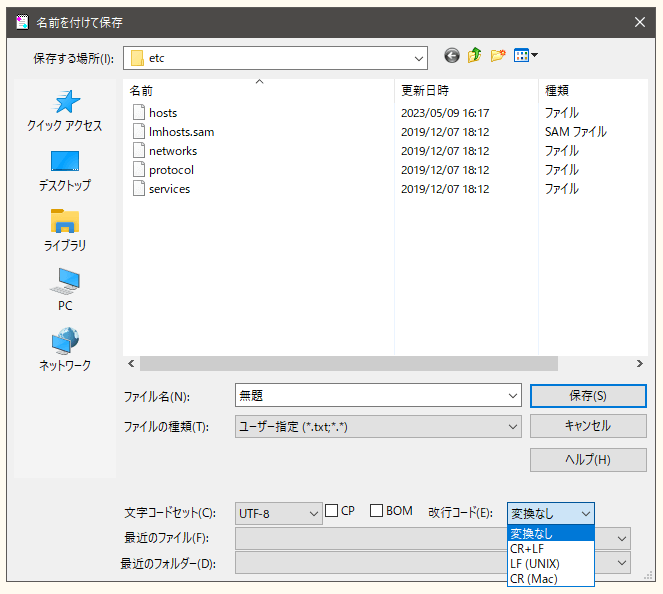 名前を付けて保存
保存する場所(I): etc
クイック アクセス
デスクトップ
ライブラリ
PC
ネットワーク
名前 更新日時 種類
hosts 2023/05/09 16:17 ファイル
lmhosts.sam 2019/12/07 18:12 SAM ファイル
networks 2019/12/07 18:12 ファイル
protocol 2019/12/07 18:12 ファイル
services 2019/12/07 18:12 ファイル
ファイル名(N): 無題 保存(S)
ファイルの種類(T): ユーザー指定 (*.txt;*.*) キャンセル
ヘルプ(H)
文字コードセット(C): UTF-8 CP BOM 改行コード(E): 変換なし
変換なし
CR+LF
LF (UNIX)
CR (Mac)
最近のファイル(F):
最近のフォルダー(D):